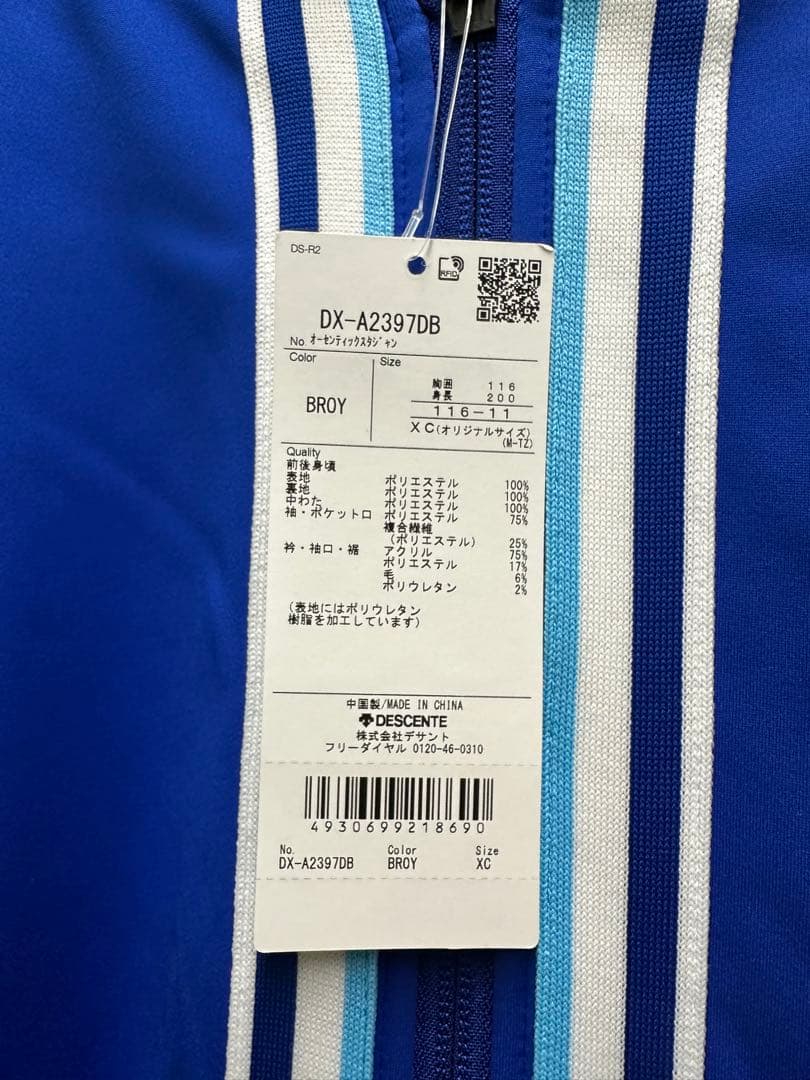 DS-R2
RFID
DX-A2397DB
No. オーセンティックスタジャン
Color
Size
BROY
胸囲 116
身長 200
116-11
XC(オリジナルサイズ)
(M-TZ)
Quality
前後身頃
表地 ポリエステル 100%
裏地 ポリエステル 100%
中わた ポリエステル 100%
袖・ポケット口 ポリエステル 75%
複合繊維
(ポリエステル) 25%
衿・袖口・裾 アクリル 75%
ポリエステル 17%
毛 6%
ポリウレタン 2%
(表地にはポリウレタン
樹脂を加工しています)
中国製/MADE IN CHINA
DESCENTE
株式会社デサント
フリーダイヤル 0120-46-0310
4930699218690
No. Color Size
DX-A2397DB BROY XC